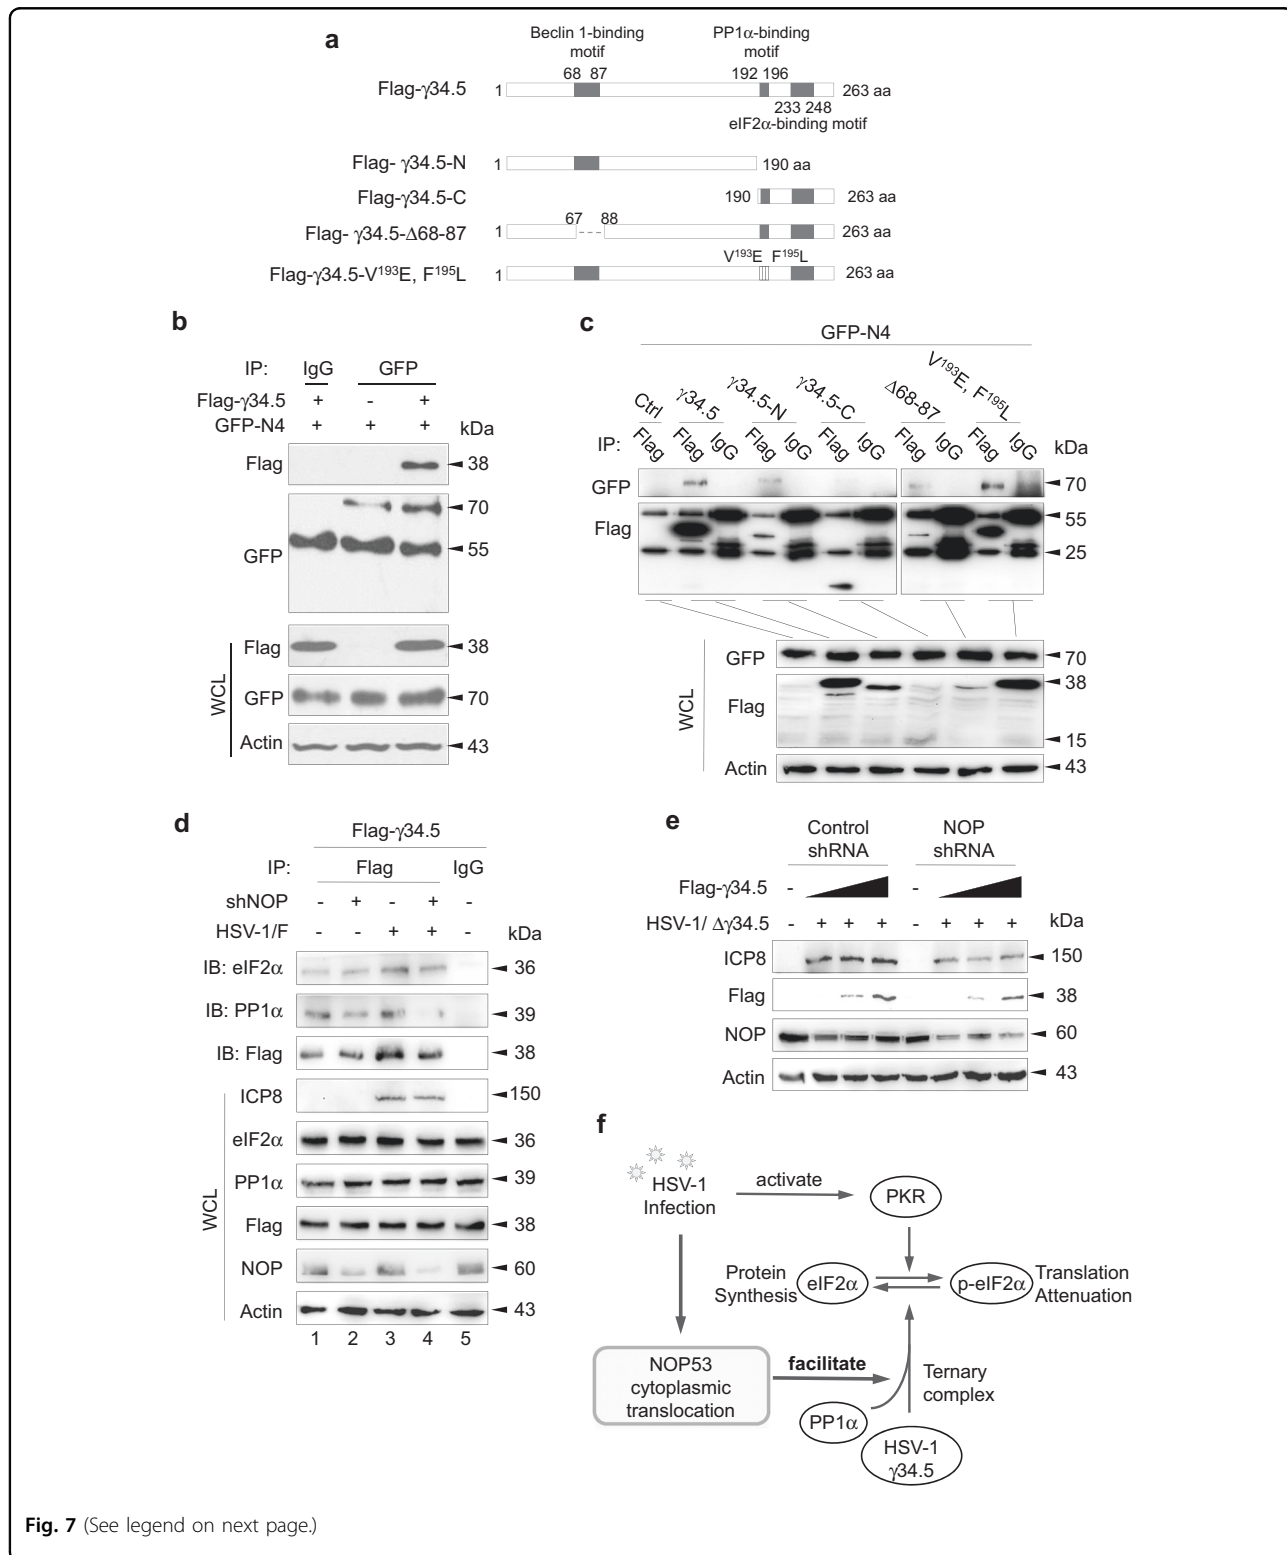 a
Beclin 1-binding motif
PP1α-binding motif
68 87
192 196
Flag-γ34.5 1 263 aa
233 248
eIF2α-binding motif
Flag- γ34.5-N 1 190 aa
Flag-γ34.5-C 190 263 aa
67 88
Flag- γ34.5-Δ68-87 1 263 aa
V¹⁹³E F¹⁹⁵L
Flag-γ34.5-V¹⁹³E, F¹⁹⁵L 1 263 aa
b
IP: IgG GFP
Flag-γ34.5 + - +
GFP-N4 + + + kDa
Flag 38
GFP 70
55
WCL
Flag 38
GFP 70
Actin 43
c
GFP-N4
Ctrl γ34.5 γ34.5-N γ34.5-C Δ68-87 V¹⁹³E, F¹⁹⁵L
IP: Flag Flag IgG Flag IgG Flag IgG Flag IgG Flag IgG kDa
GFP 70
Flag 55
25
WCL
GFP 70
Flag 38
15
Actin 43
d
Flag-γ34.5
IP: Flag IgG
shNOP - + - + -
HSV-1/F - - + + - kDa
IB: eIF2α 36
IB: PP1α 39
IB: Flag 38
WCL
ICP8 150
eIF2α 36
PP1α 39
Flag 38
NOP 60
Actin 43
1 2 3 4 5
e
Control shRNA
NOP shRNA
Flag-γ34.5 - -
HSV-1/ Δγ34.5 - + + + - + + + kDa
ICP8 150
Flag 38
NOP 60
Actin 43
f
HSV-1 Infection
activate
PKR
Protein Synthesis
eIF2α
p-eIF2α
Translation Attenuation
NOP53 cytoplasmic translocation
facilitate
Ternary complex
PP1α
HSV-1 γ34.5
Fig. 7 (See legend on next page.)